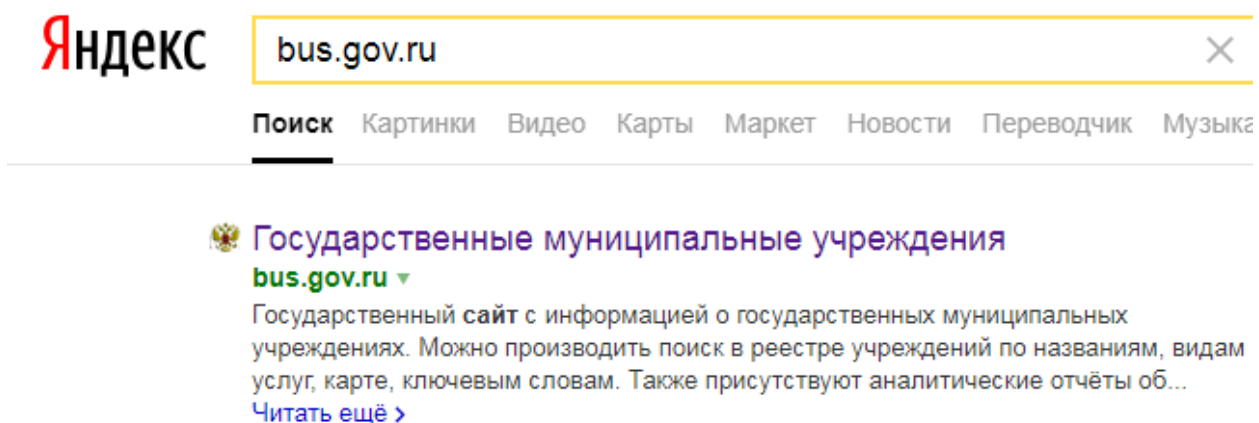 Яндекс
bus.gov.ru
Поиск Картинки Видео Карты Маркет Новости Переводчик Музыка
Государственные муниципальные учреждения
bus.gov.ru
Государственный сайт с информацией о государственных муниципальных
учреждениях. Можно производить поиск в реестре учреждений по названиям, видам
услуг, карте, ключевым словам. Также присутствуют аналитические отчёты об...
Читать ещё >